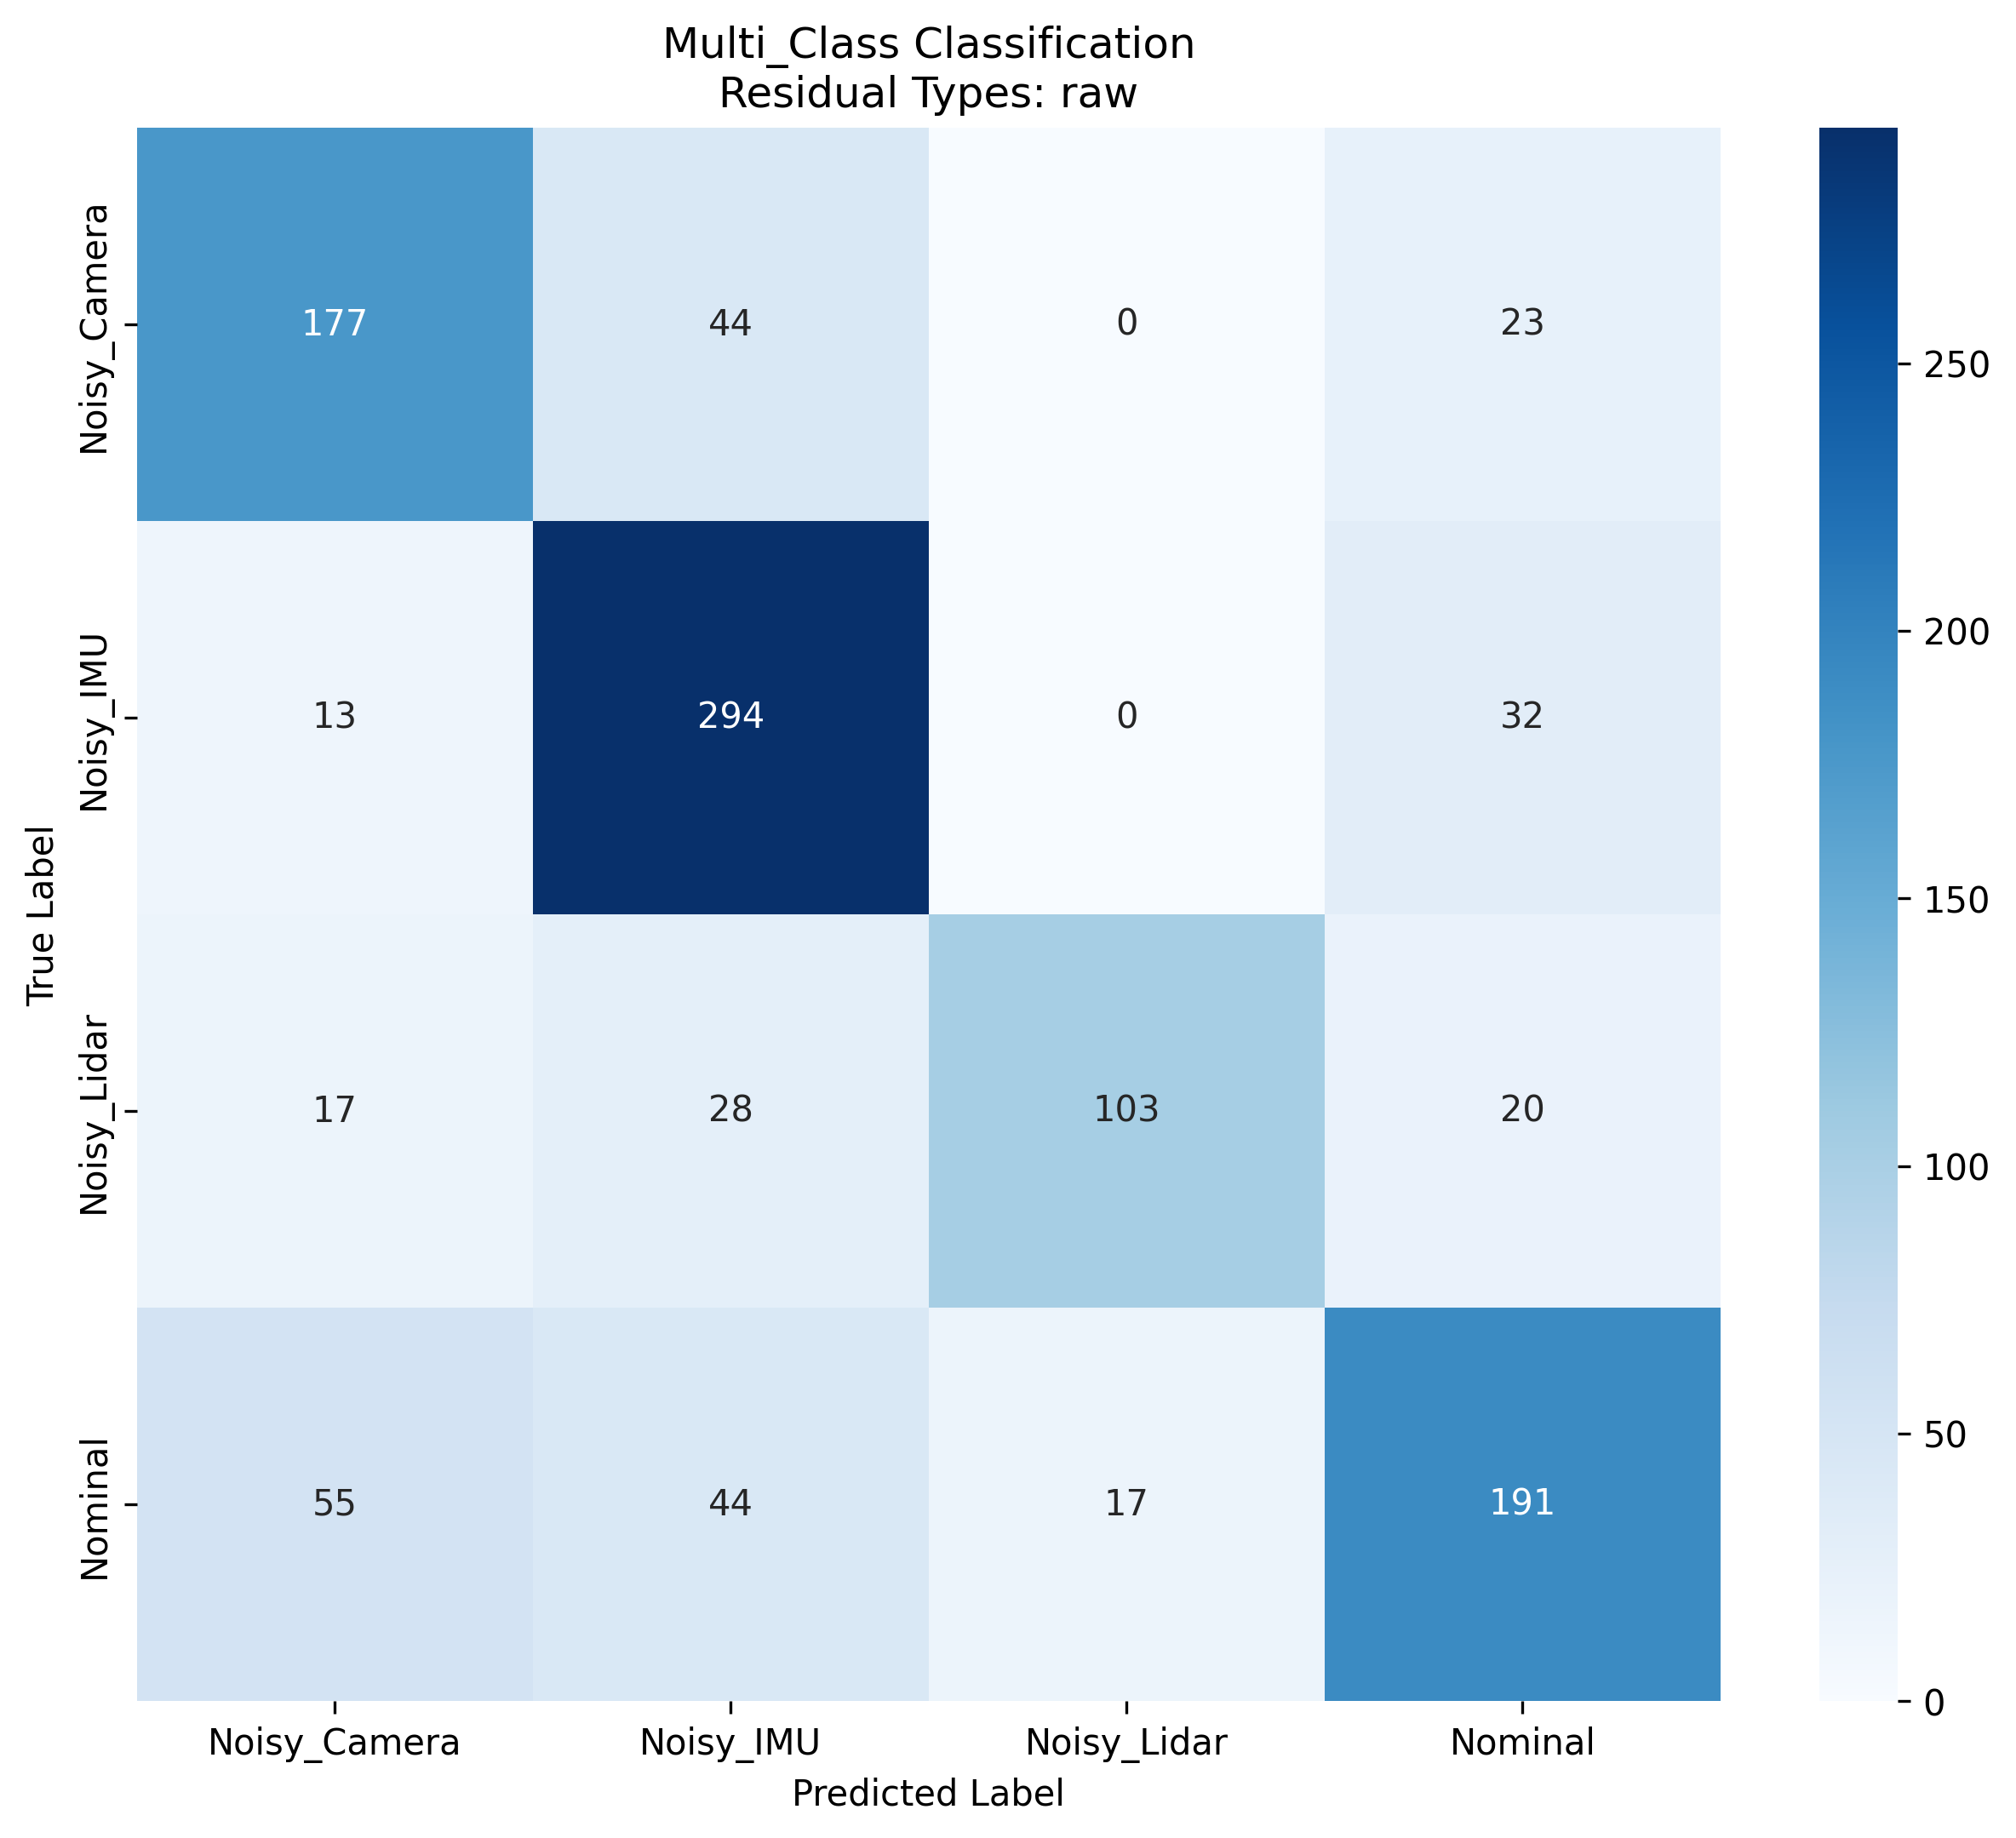 Multi_Class Classification
Residual Types: raw
True Label
Noisy_Camera
177 44 0 23
Noisy_IMU
13 294 0 32
Noisy_Lidar
17 28 103 20
Nominal
55 44 17 191
Noisy_Camera Noisy_IMU Noisy_Lidar Nominal
Predicted Label
250
200
150
100
50
0